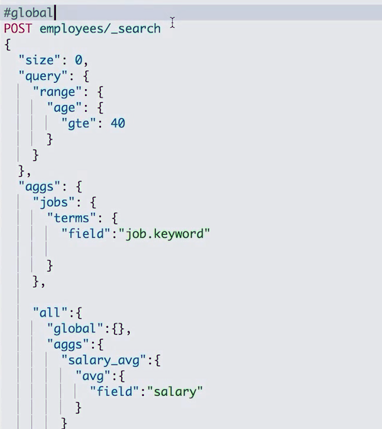 #global
POST employees/_search
{
  "size": 0,
  "query": {
    "range": {
      "age": {
        "gte": 40
      }
    }
  },
  "aggs": {
    "jobs": {
      "terms": {
        "field":"job.keyword"
      }
    },
    "all":{
      "global":{},
      "aggs":{
        "salary_avg":{
          "avg":{
            "field":"salary"
          }
        }